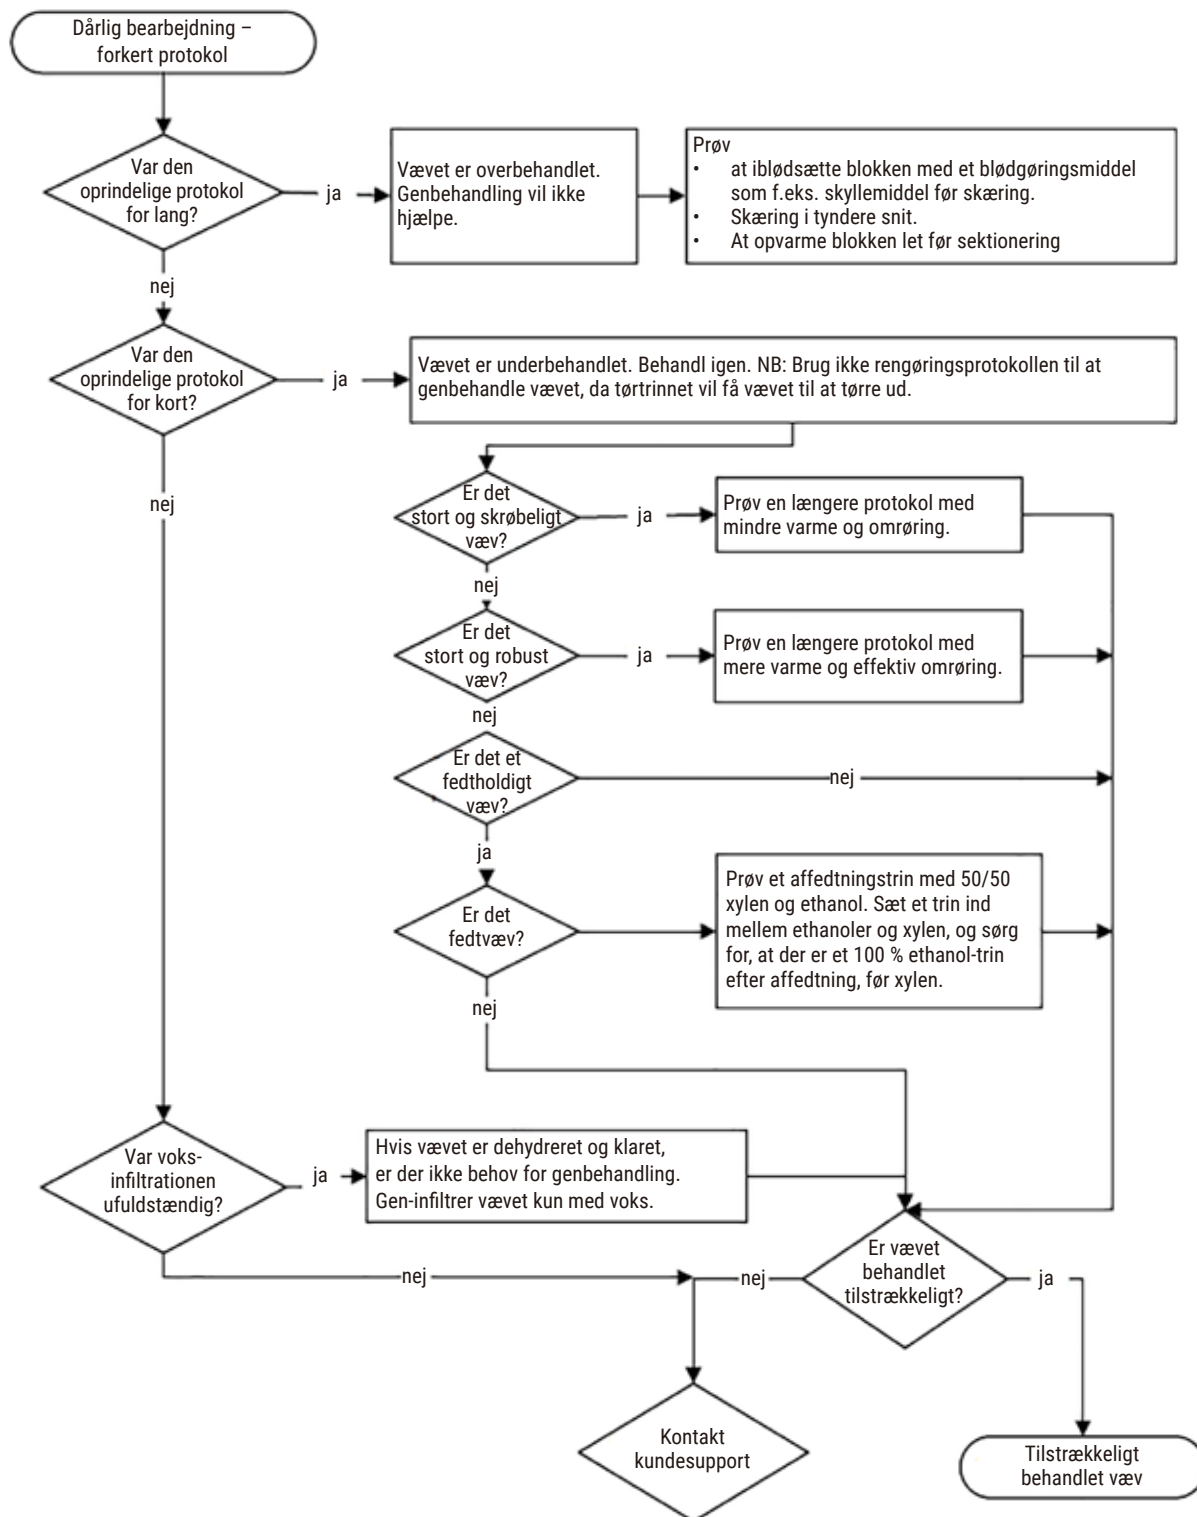 Dårlig bearbejdning –
forkert protokol
Var den
oprindelige protokol
for lang?
ja
Vævet er overbehandlet.
Genbehandling vil ikke
hjælpe.
Prøv
• at iblødsætte blokken med et blødgøringsmiddel
som f.eks. skyllemiddel før skæring.
• Skæring i tyndere snit.
• At opvarme blokken let før sektionering
nej
Var den
oprindelige protokol
for kort?
ja
Vævet er underbehandlet. Behandl igen. NB: Brug ikke rengøringsprotokollen til at
genbehandle vævet, da tørtrinnet vil få vævet til at tørre ud.
nej
Er det
stort og skrøbeligt
væv?
ja
Prøv en længere protokol med
mindre varme og omrøring.
nej
Er det
stort og robust
væv?
ja
Prøv en længere protokol med
mere varme og effektiv omrøring.
nej
Er det et
fedtholdigt
væv?
nej
ja
Er det
fedtvæv?
Prøv et affedtningstrin med 50/50
xylen og ethanol. Sæt et trin ind
mellem ethanoler og xylen, og sørg
for, at der er et 100 % ethanol-trin
efter affedtning, før xylen.
nej
Var voks-
infiltrationen
ufuldstændig?
ja
Hvis vævet er dehydreret og klaret,
er der ikke behov for genbehandling.
Gen-infiltrer vævet kun med voks.
nej
Er vævet
behandlet
tilstrækkeligt?
nej
ja
Kontakt
kundesupport
Tilstrækkeligt
behandlet væv